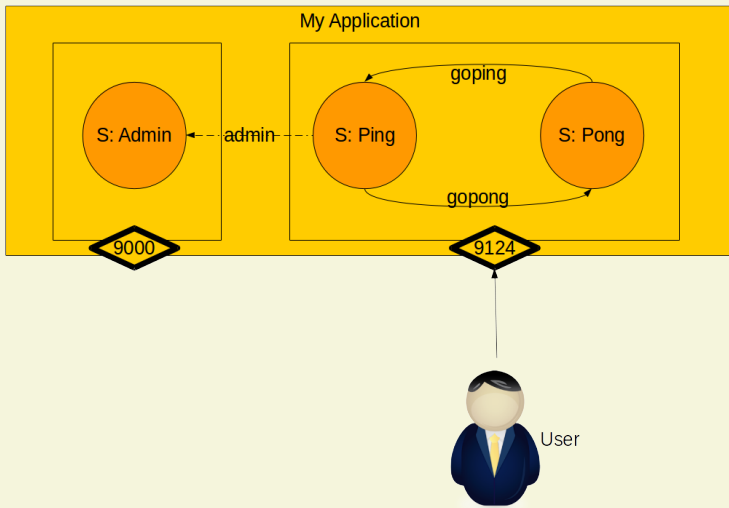 My Application
goping
S: Admin
admin
S: Ping
S: Pong
gopong
9000
9124
User